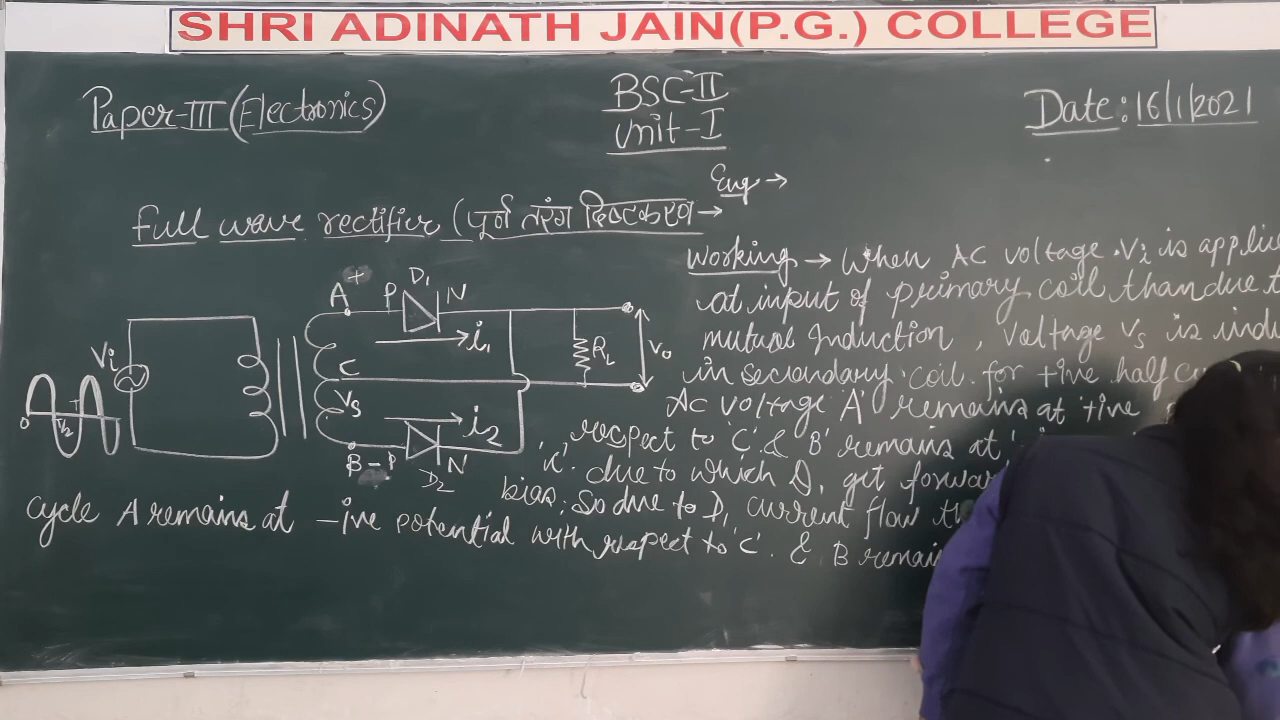 SHRI ADINATH JAIN(P.G.) COLLEGE
Paper-III (Electronics)
BSC-II
Unit-I
Date: 16/1/2021
Eng →
Full wave rectifier (पूर्ण तरंग दिष्टकरण →
Working → When AC voltage Vi is applie
at input of primary coil than due t
mutual Induction, Voltage Vs is indu
in secondary coil. for +ive half cy
AC voltage 'A' remains at +ive
respect to 'C' & 'B' remains at
'K'. due to which D1 get forwar
bias. So due to D1 current flow th
cycle A remains at -ive potential with respect to 'C'. & B remain
A +
P D1 N
i1
Vi
C
Vs
RL
Vo
i2
B - P
D2 N
0 T/2 T